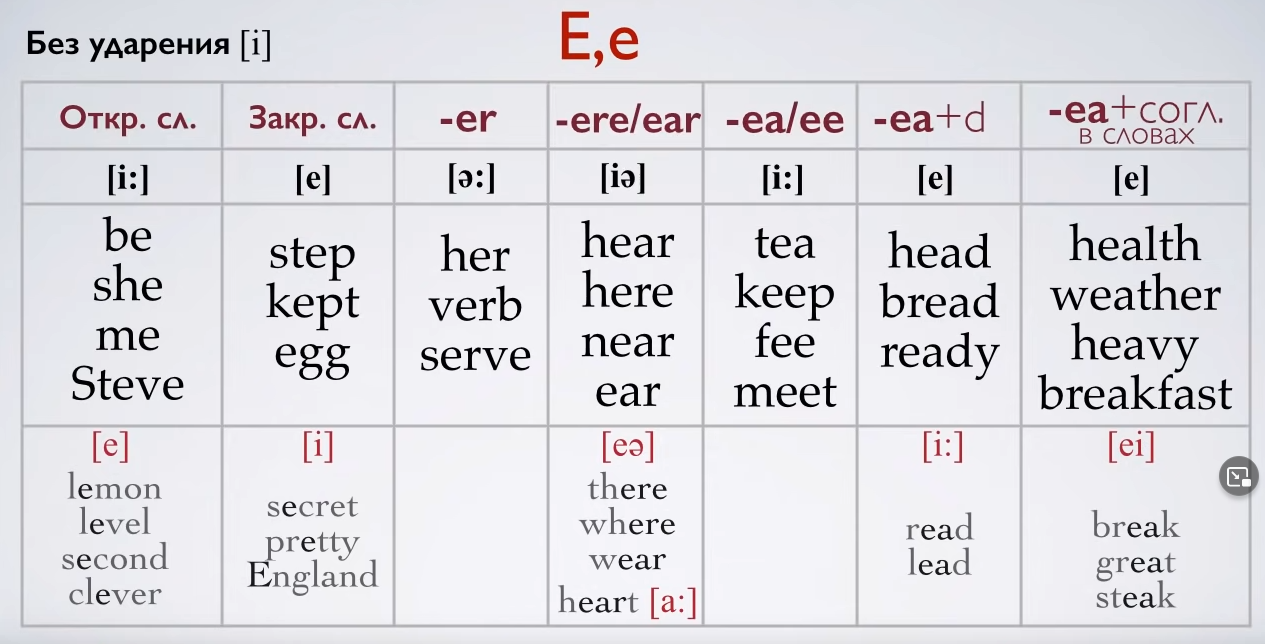 Без ударения [i]
E,e
Откр. сл.
Закр. сл.
-er
-ere/ear
-ea/ee
-ea+d
-ea+согл.
в словах
[i:]
[e]
[ə:]
[iə]
[i:]
[e]
[e]
be
she
me
Steve
step
kept
egg
her
verb
serve
hear
here
near
ear
tea
keep
fee
meet
head
bread
ready
health
weather
heavy
breakfast
[e]
lemon
level
second
clever
[i]
secret
pretty
England
[eə]
there
where
wear
heart [a:]
[i:]
read
lead
[ei]
break
great
steak